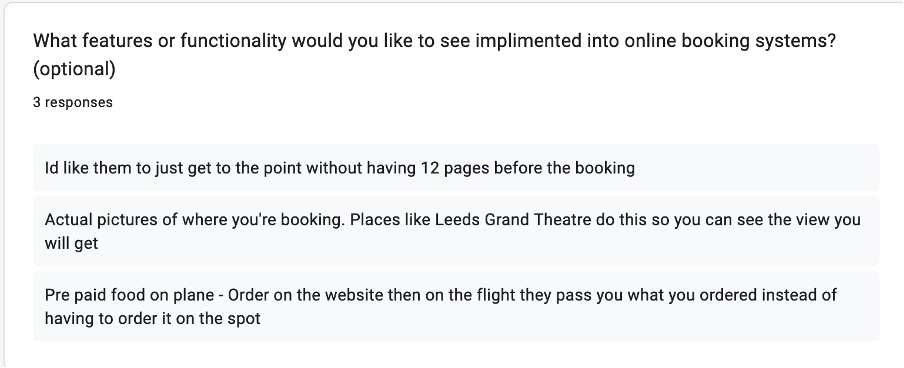 What features or functionality would you like to see implimented into online booking systems?
(optional)
3 responses
Id like them to just get to the point without having 12 pages before the booking
Actual pictures of where you're booking. Places like Leeds Grand Theatre do this so you can see the view you
will get
Pre paid food on plane - Order on the website then on the flight they pass you what you ordered instead of
having to order it on the spot